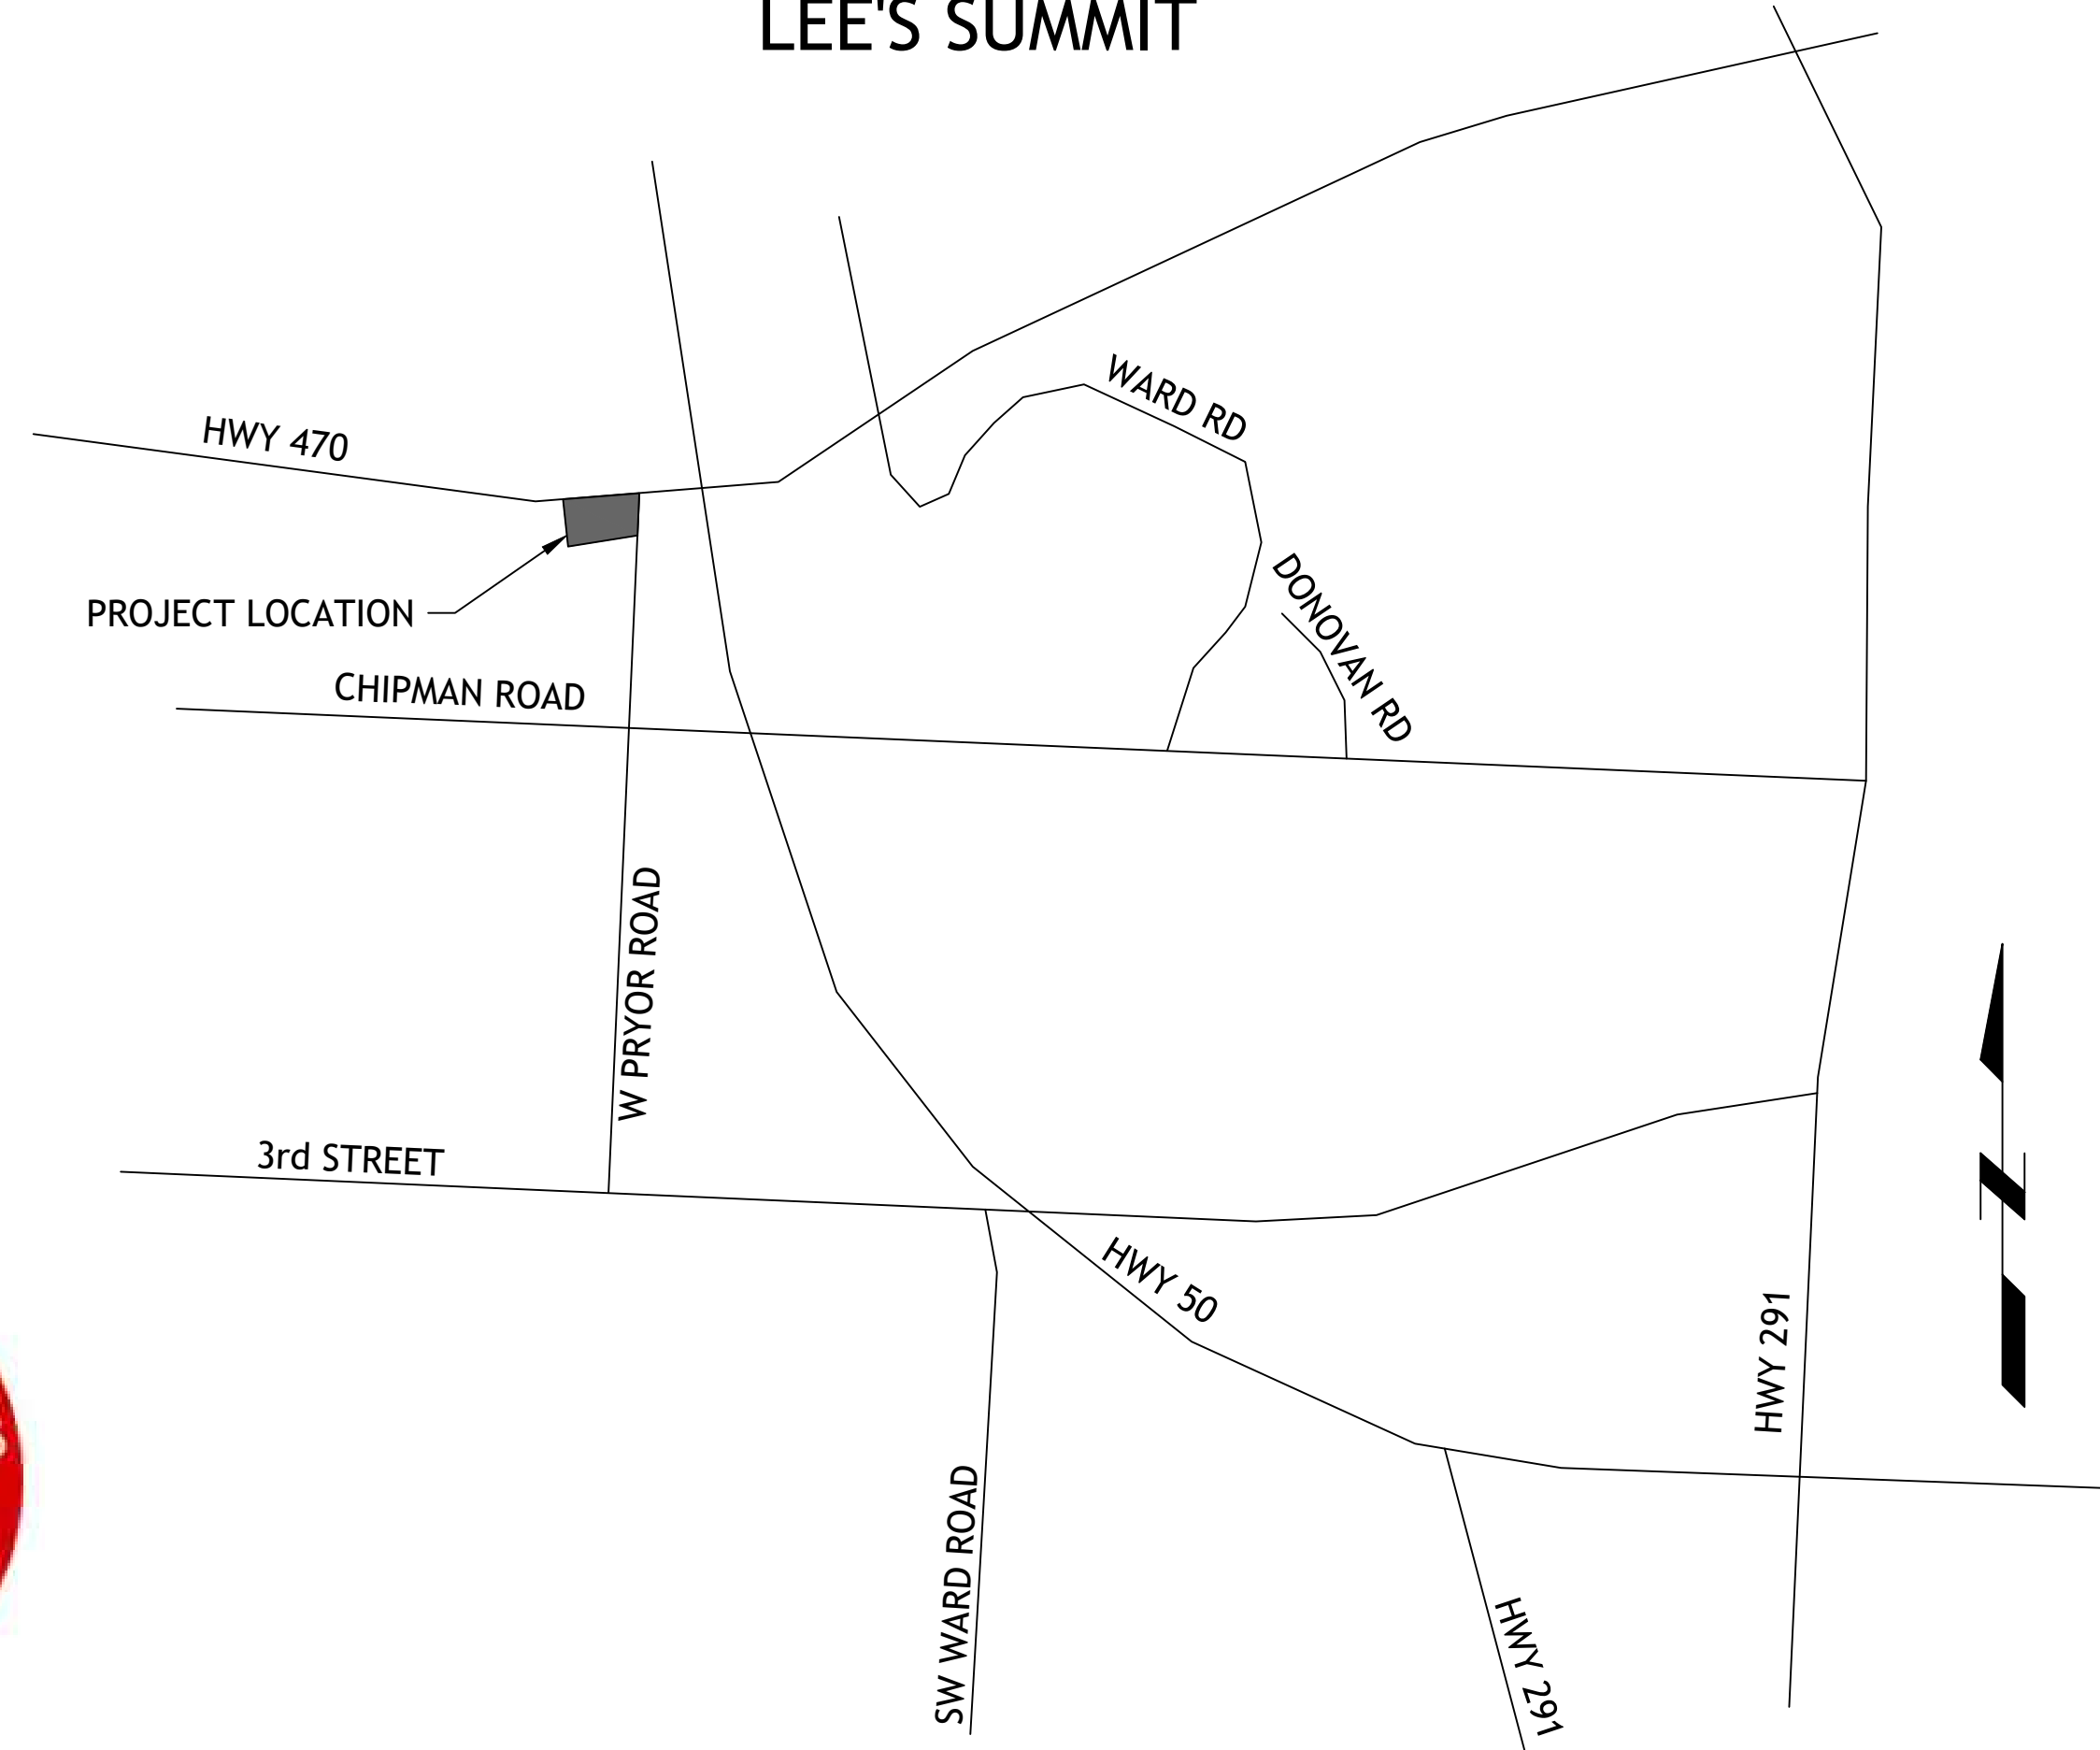 LEE'S SUMMIT
WARD RD
HWY 470
DONOVAN RD
PROJECT LOCATION
CHIPMAN ROAD
W PRYOR ROAD
3rd STREET
HWY 50
HWY 291
SW WARD ROAD
HWY 291
N